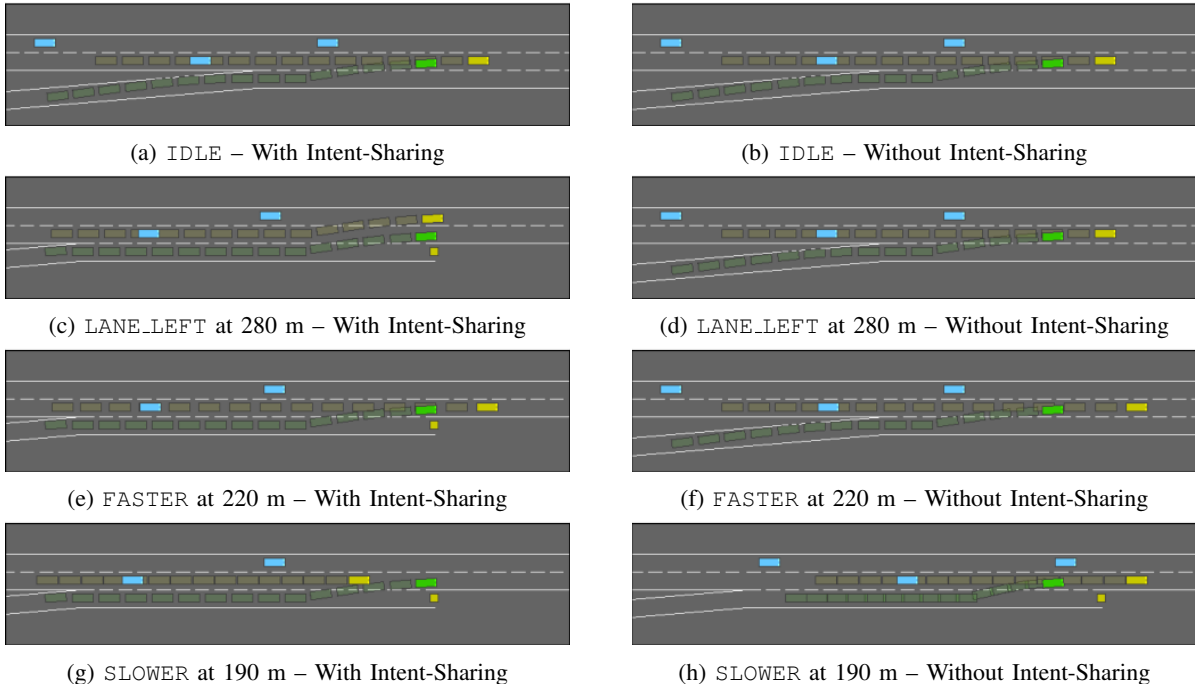 (a) IDLE – With Intent-Sharing
(b) IDLE – Without Intent-Sharing
(c) LANE_LEFT at 280 m – With Intent-Sharing
(d) LANE_LEFT at 280 m – Without Intent-Sharing
(e) FASTER at 220 m – With Intent-Sharing
(f) FASTER at 220 m – Without Intent-Sharing
(g) SLOWER at 190 m – With Intent-Sharing
(h) SLOWER at 190 m – Without Intent-Sharing